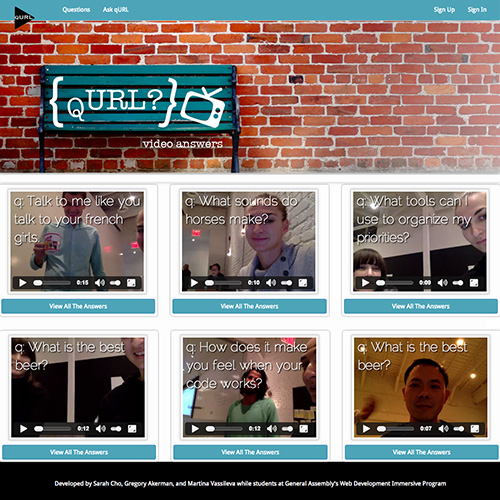 qURL
Questions Ask qURL Sign Up Sign In
{qURL?}
video answers
q: Talk to me like you
talk to your french
girls.
0:15
View All The Answers
q: What sounds do
horses make?
0:10
View All The Answers
q: What tools can I
use to organize my
priorities?
0:09
View All The Answers
q: What is the best
beer?
0:12
View All The Answers
q: How does it make
you feel when your
code works?
0:12
View All The Answers
q: What is the best
beer?
0:07
View All The Answers
Developed by Sarah Cho, Gregory Akerman, and Martina Vassileva while students at General Assembly's Web Development Immersive Program